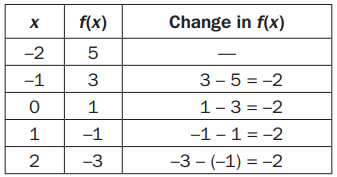 x f(x) Change in f(x)
–2 5 —
–1 3 3 – 5 = –2
0 1 1 – 3 = –2
1 –1 –1 – 1 = –2
2 –3 –3 – (–1) = –2